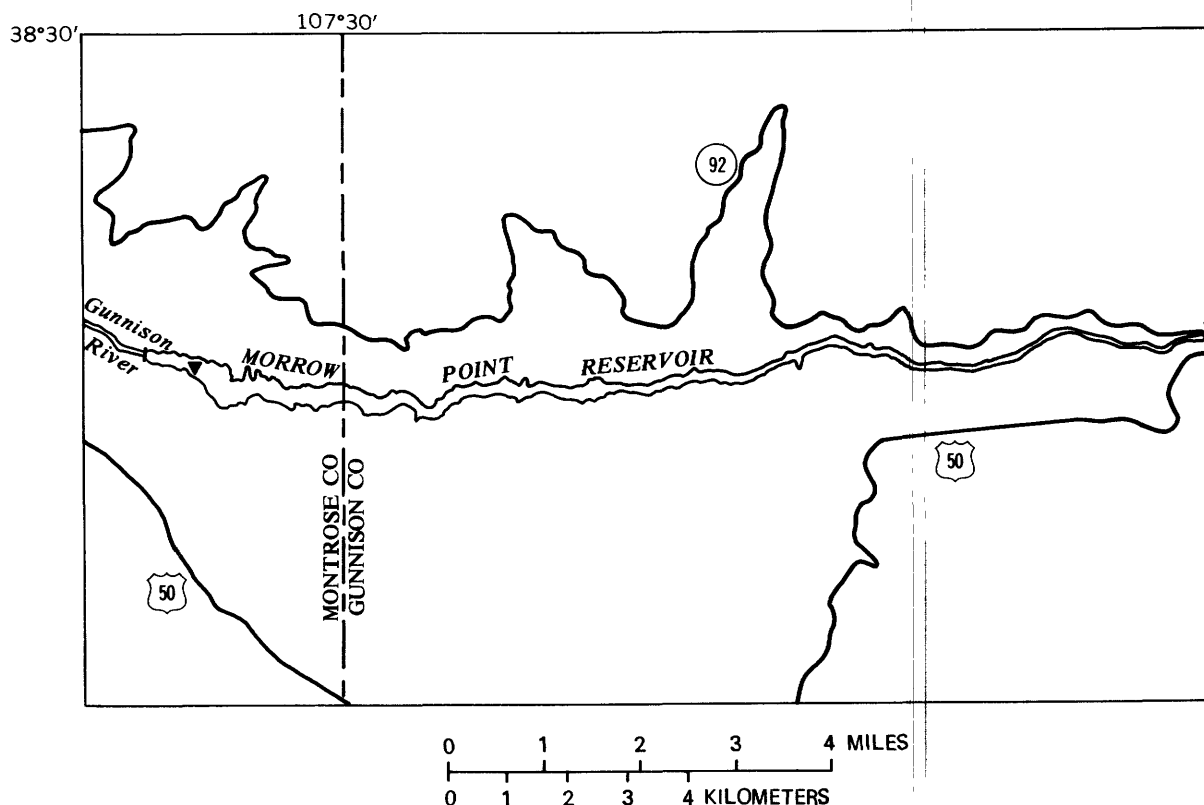 107°30′
38°30′
92
Gunnison
River
MORROW POINT RESERVOIR
MONTROSE CO
GUNNISON CO
50
50
0 1 2 3 4 MILES
0 1 2 3 4 KILOMETERS